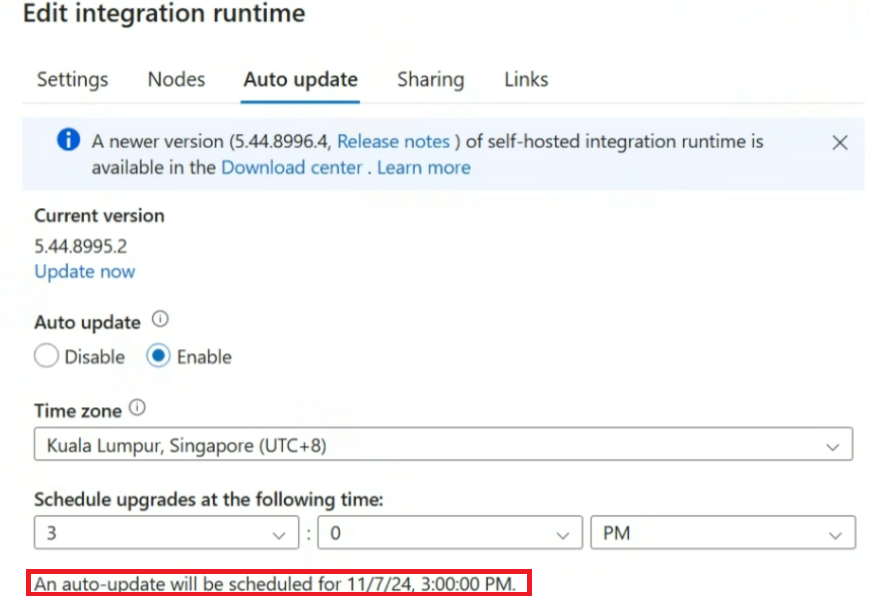 Edit integration runtime
Settings Nodes Auto update Sharing Links
A newer version (5.44.8996.4, Release notes ) of self-hosted integration runtime is
available in the Download center . Learn more
Current version
5.44.8995.2
Update now
Auto update
Disable Enable
Time zone
Kuala Lumpur, Singapore (UTC+8)
Schedule upgrades at the following time:
3 : 0 PM
An auto-update will be scheduled for 11/7/24, 3:00:00 PM.